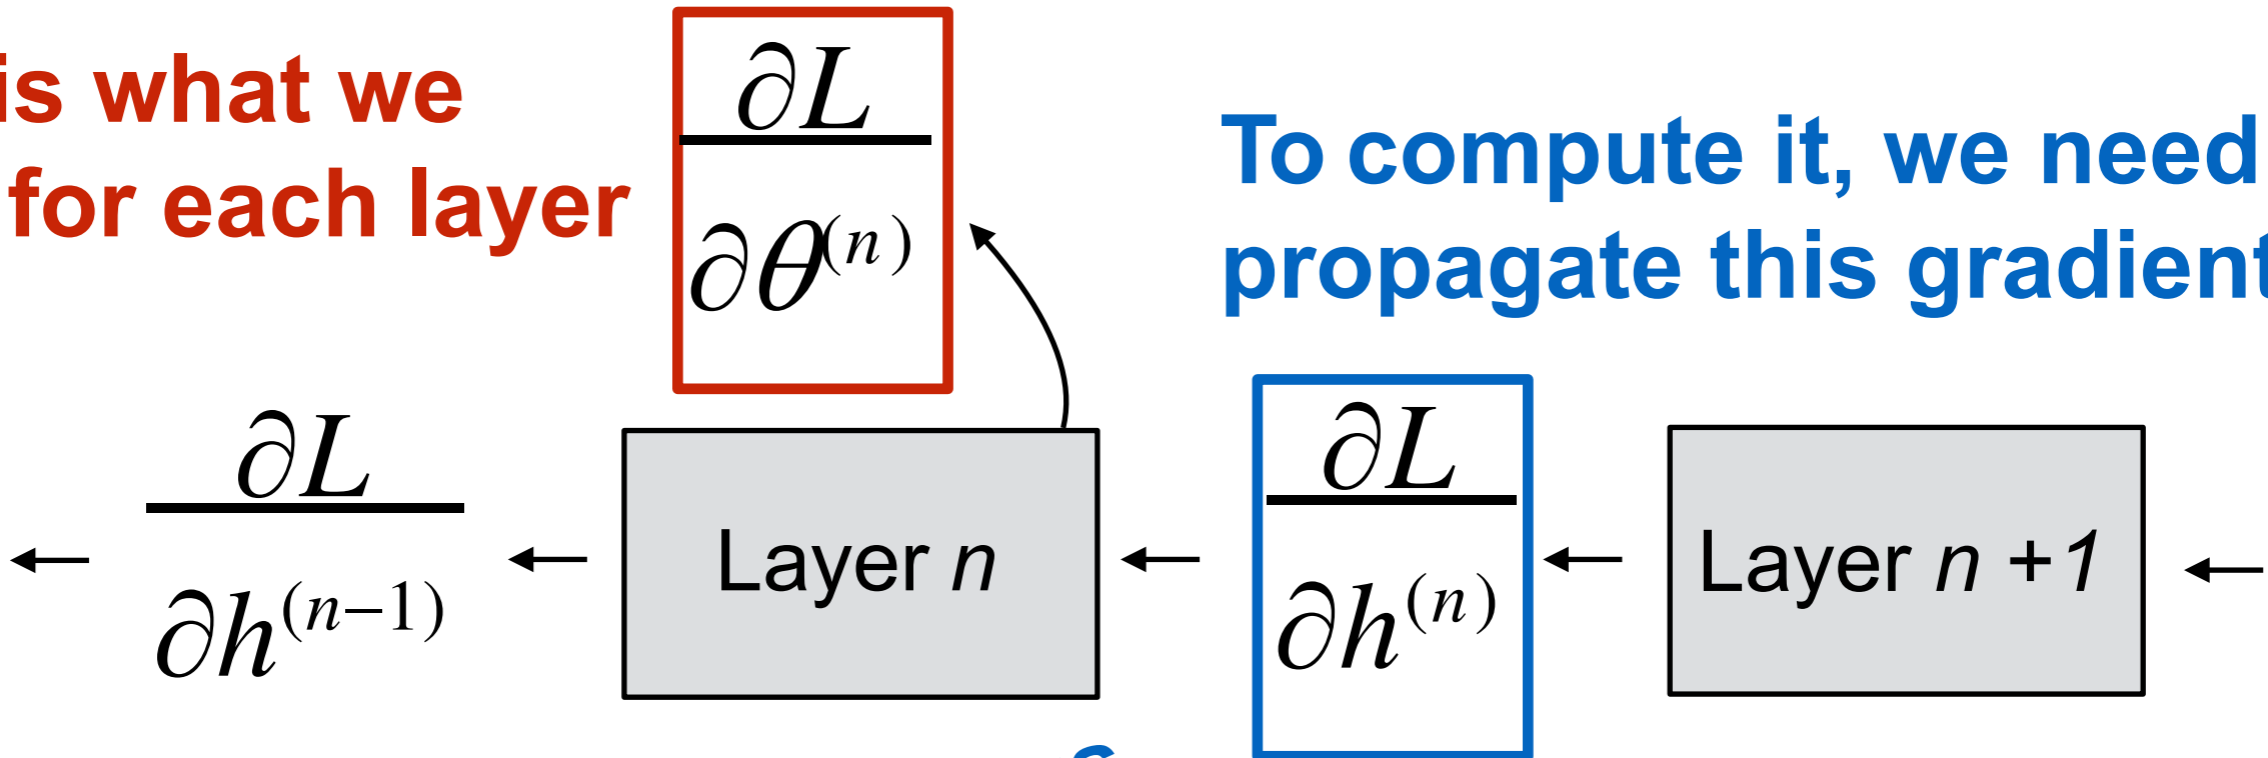 is what we
for each layer
∂L
∂θ(n)
To compute it, we need
propagate this gradient
∂L
∂h(n−1)
Layer n
∂L
∂h(n)
Layer n +1